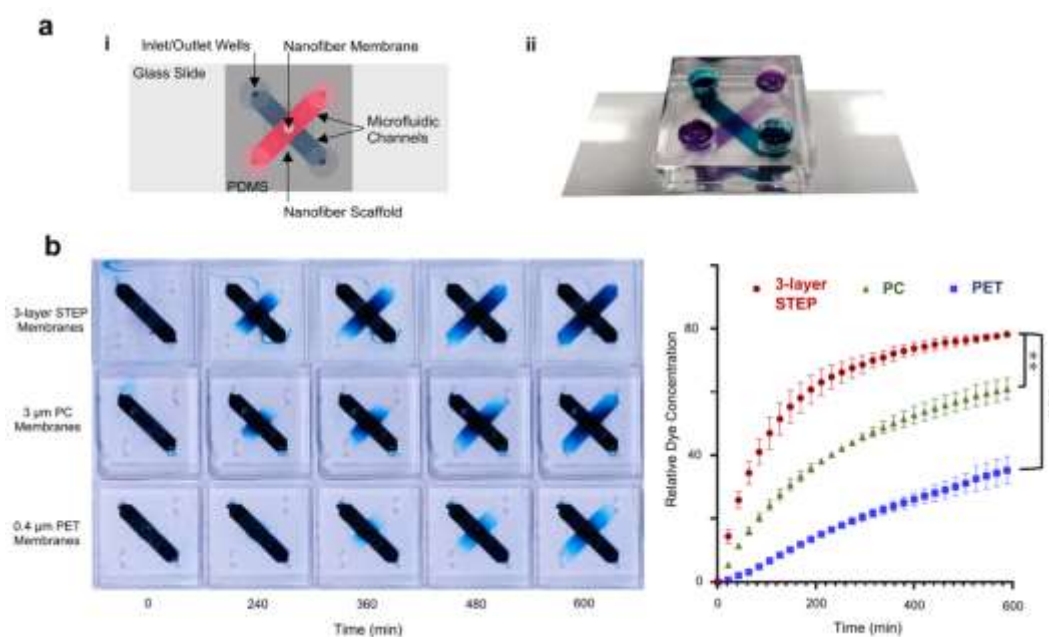 a
i
Inlet/Outlet Wells
Nanofiber Membrane
Glass Slide
Microfluidic
Channels
PDMS
Nanofiber Scaffold
ii
b
3-layer STEP
Membranes
3 µm PC
Membranes
0.4 µm PET
Membranes
0 240 360 480 600
Time (min)
3-layer
STEP
PC
PET
80
40
0
Relative Dye Concentration
**
0 200 400 600
Time (min)